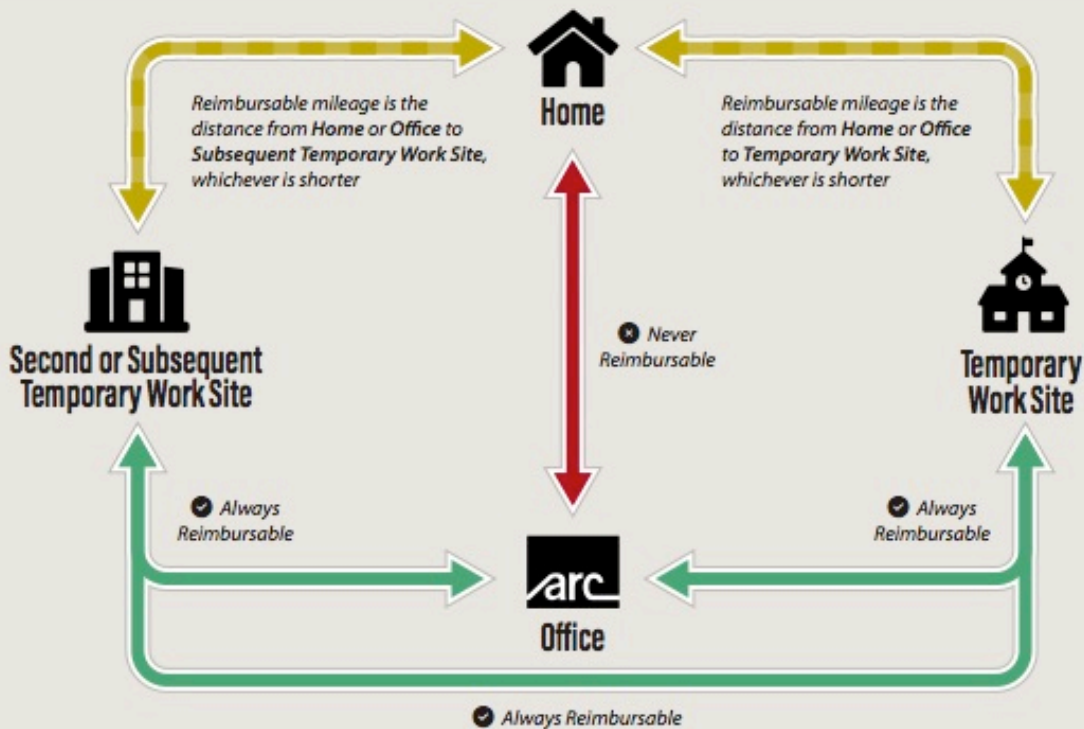 Home
Reimbursable mileage is the
distance from Home or Office to
Subsequent Temporary Work Site,
whichever is shorter
Reimbursable mileage is the
distance from Home or Office
to Temporary Work Site,
whichever is shorter
Second or Subsequent
Temporary Work Site
Never
Reimbursable
Temporary
Work Site
Always
Reimbursable
Always
Reimbursable
arc
Office
Always Reimbursable